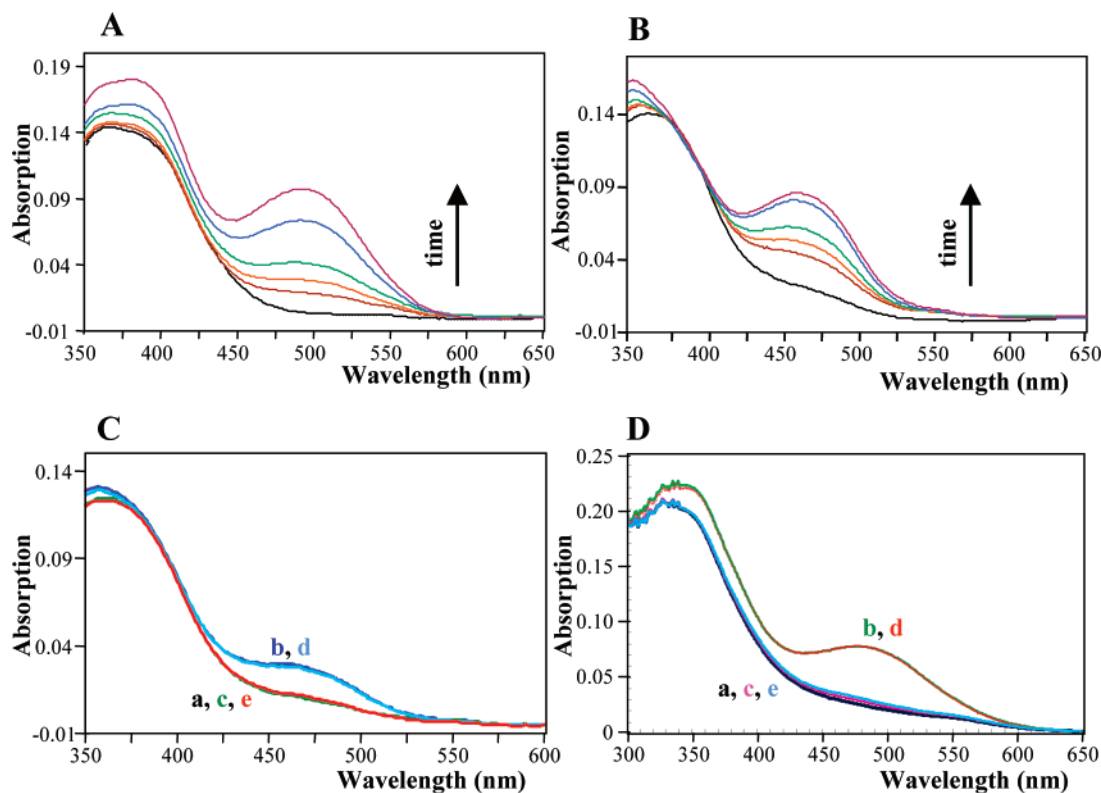 A
Absorption
0.19
0.14
0.09
0.04
-0.01
time
350 400 450 500 550 600 650
Wavelength (nm)
B
Absorption
0.14
0.09
0.04
-0.01
time
350 400 450 500 550 600 650
Wavelength (nm)
C
Absorption
0.14
0.09
0.04
-0.01
b, d
a, c, e
350 400 450 500 550 600
Wavelength (nm)
D
Absorption
0.25
0.20
0.15
0.10
0.05
0
b, d
a, c, e
300 350 400 450 500 550 600 650
Wavelength (nm)